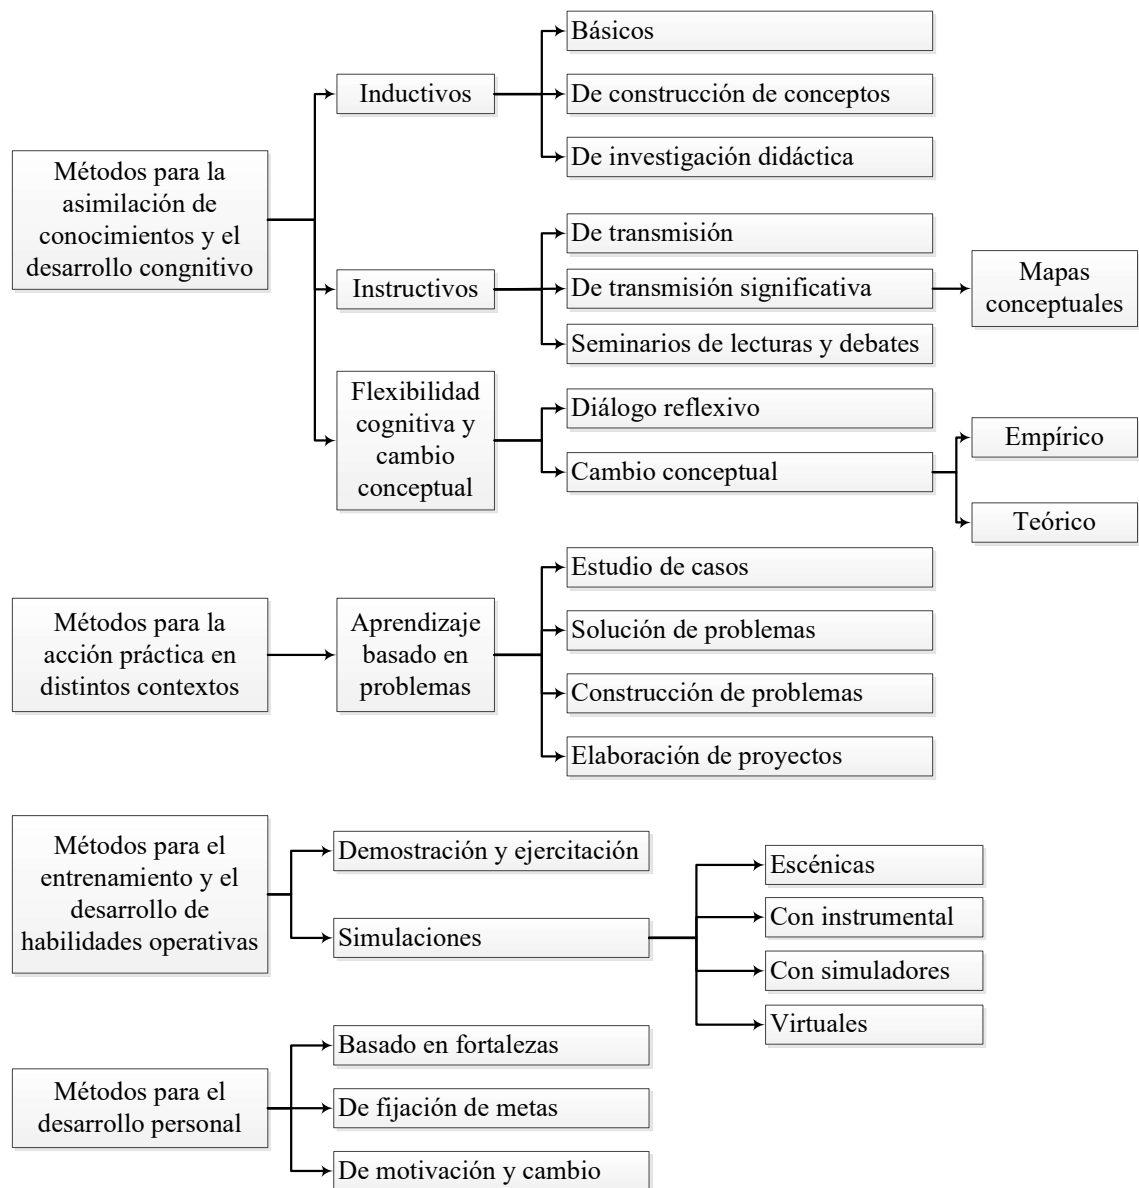 Métodos para la
asimilación de
conocimientos y el
desarrollo congnitivo
Inductivos
Básicos
De construcción de conceptos
De investigación didáctica
Instructivos
De transmisión
De transmisión significativa
Mapas
conceptuales
Seminarios de lecturas y debates
Flexibilidad
cognitiva y
cambio
conceptual
Diálogo reflexivo
Cambio conceptual
Empírico
Teórico
Métodos para la
acción práctica en
distintos contextos
Aprendizaje
basado en
problemas
Estudio de casos
Solución de problemas
Construcción de problemas
Elaboración de proyectos
Métodos para el
entrenamiento y el
desarrollo de
habilidades operativas
Demostración y ejercitación
Simulaciones
Escénicas
Con instrumental
Con simuladores
Virtuales
Métodos para el
desarrollo personal
Basado en fortalezas
De fijación de metas
De motivación y cambio